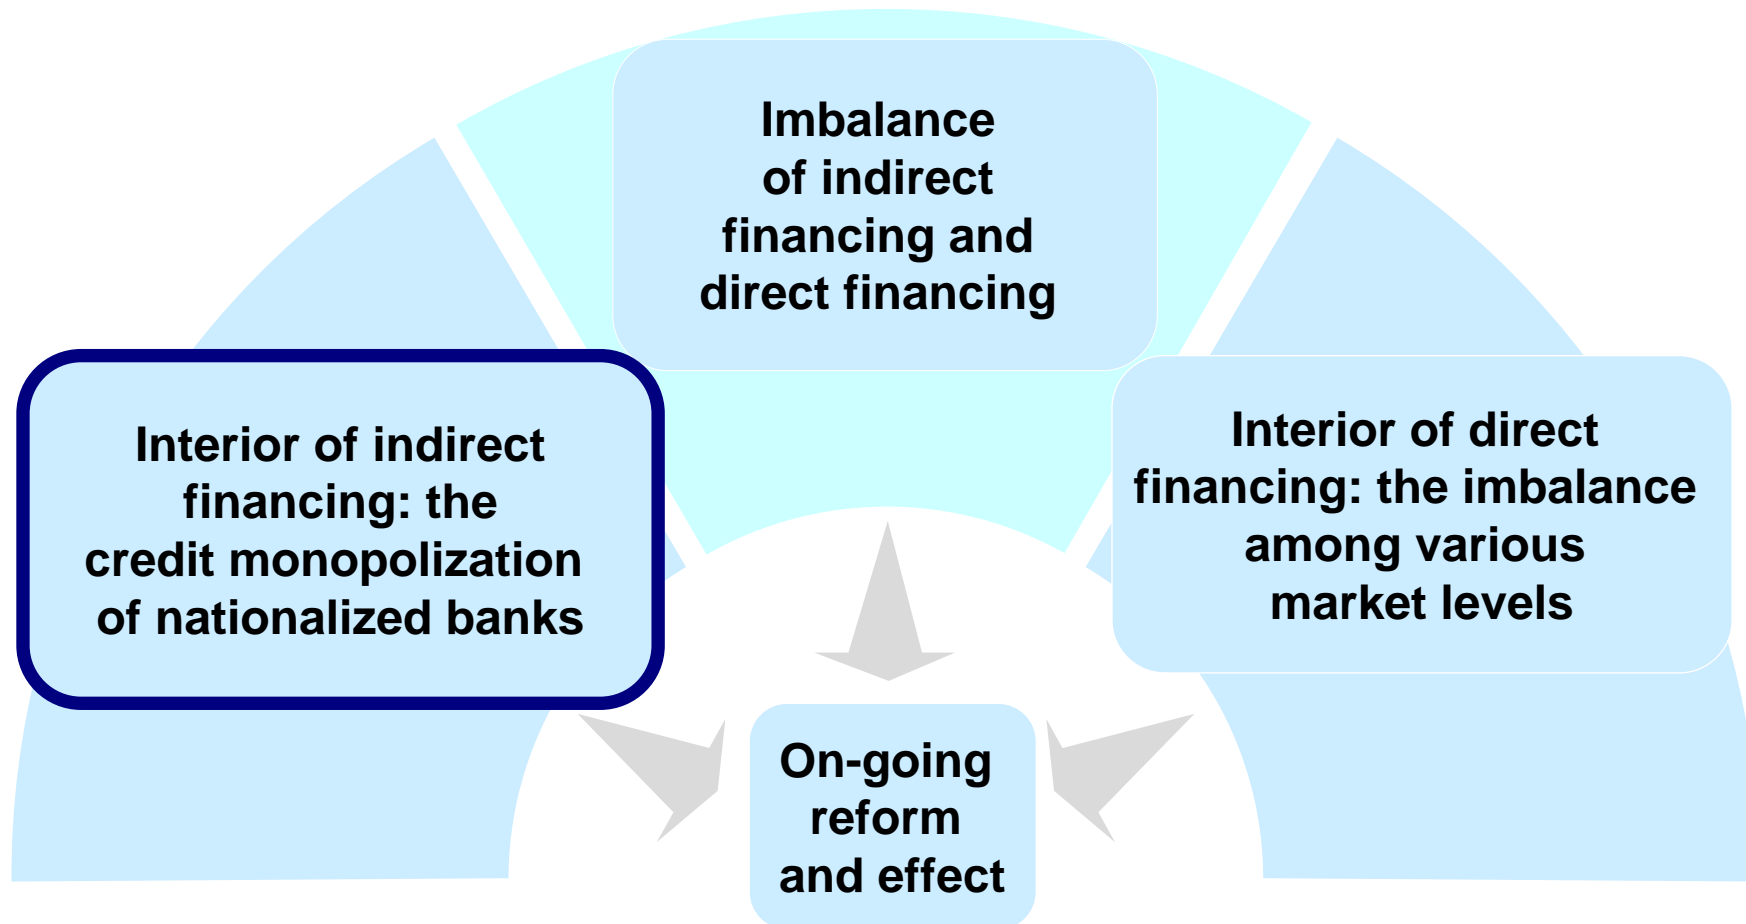 Imbalance
of indirect
financing and
direct financing
Interior of indirect
financing: the
credit monopolization
of nationalized banks
Interior of direct
financing: the imbalance
among various
market levels
On-going
reform
and effect